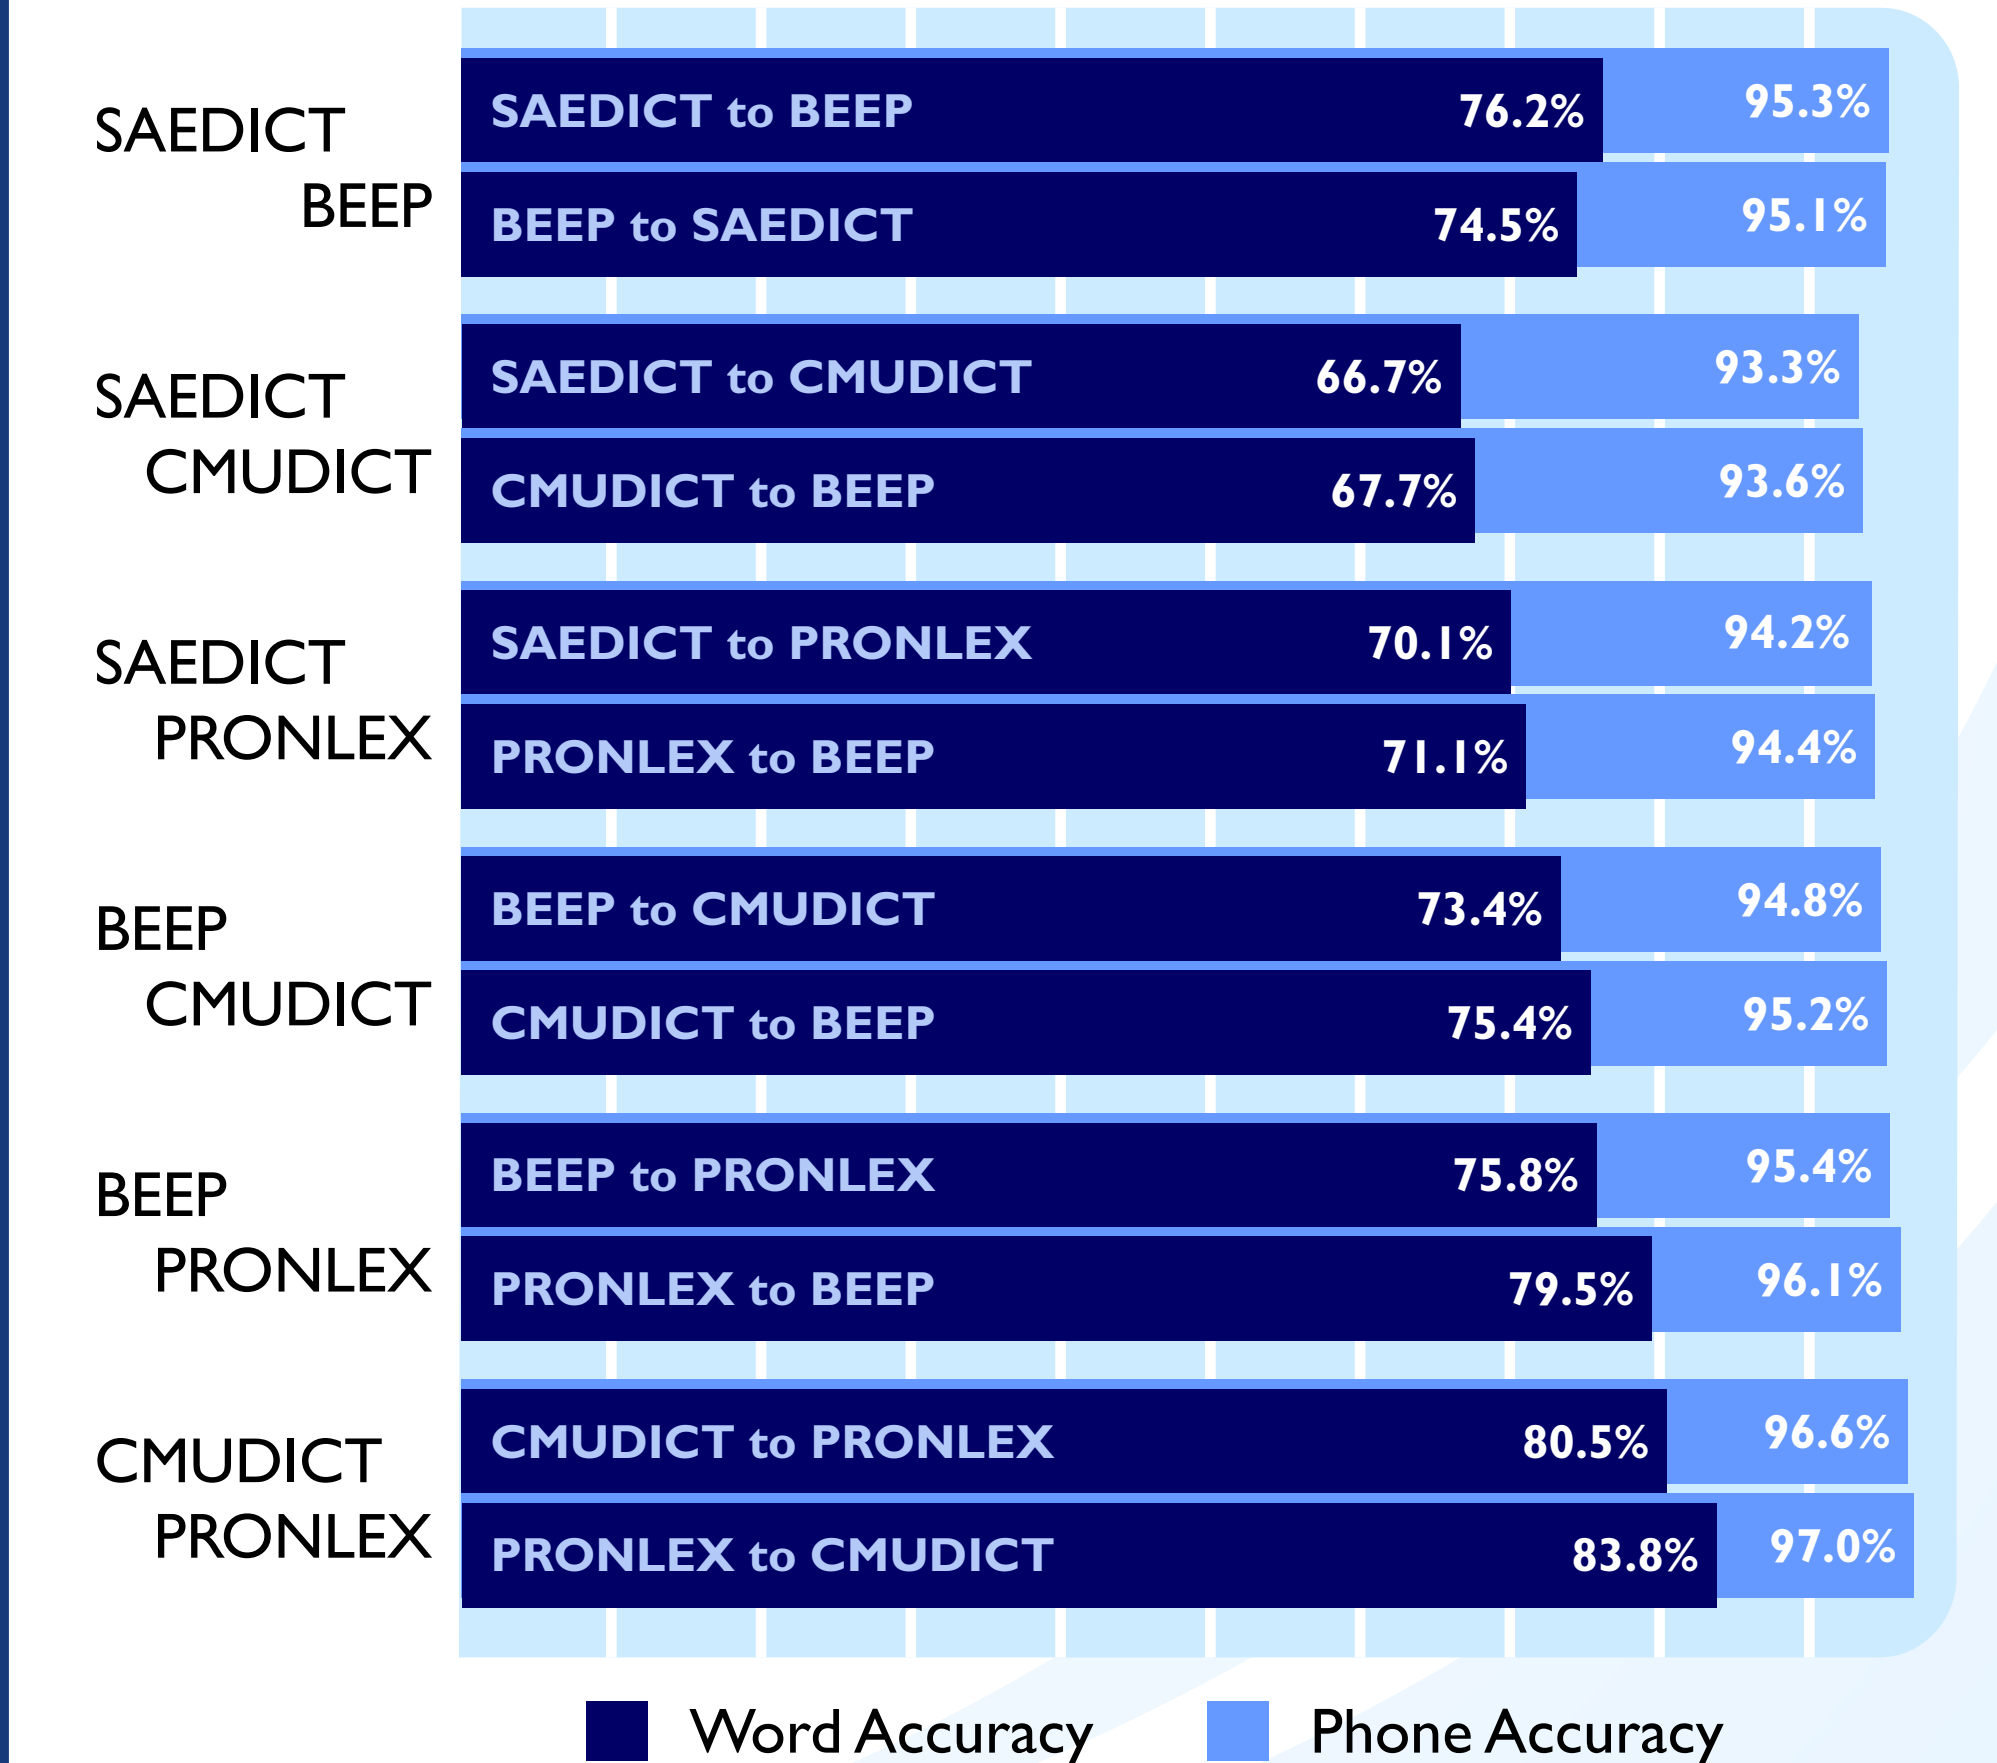 SAEDICT
BEEP
SAEDICT to BEEP 76.2% 95.3%
BEEP to SAEDICT 74.5% 95.1%
SAEDICT
CMUDICT
SAEDICT to CMUDICT 66.7% 93.3%
CMUDICT to BEEP 67.7% 93.6%
SAEDICT
PRONLEX
SAEDICT to PRONLEX 70.1% 94.2%
PRONLEX to BEEP 71.1% 94.4%
BEEP
CMUDICT
BEEP to CMUDICT 73.4% 94.8%
CMUDICT to BEEP 75.4% 95.2%
BEEP
PRONLEX
BEEP to PRONLEX 75.8% 95.4%
PRONLEX to BEEP 79.5% 96.1%
CMUDICT
PRONLEX
CMUDICT to PRONLEX 80.5% 96.6%
PRONLEX to CMUDICT 83.8% 97.0%
Word Accuracy Phone Accuracy